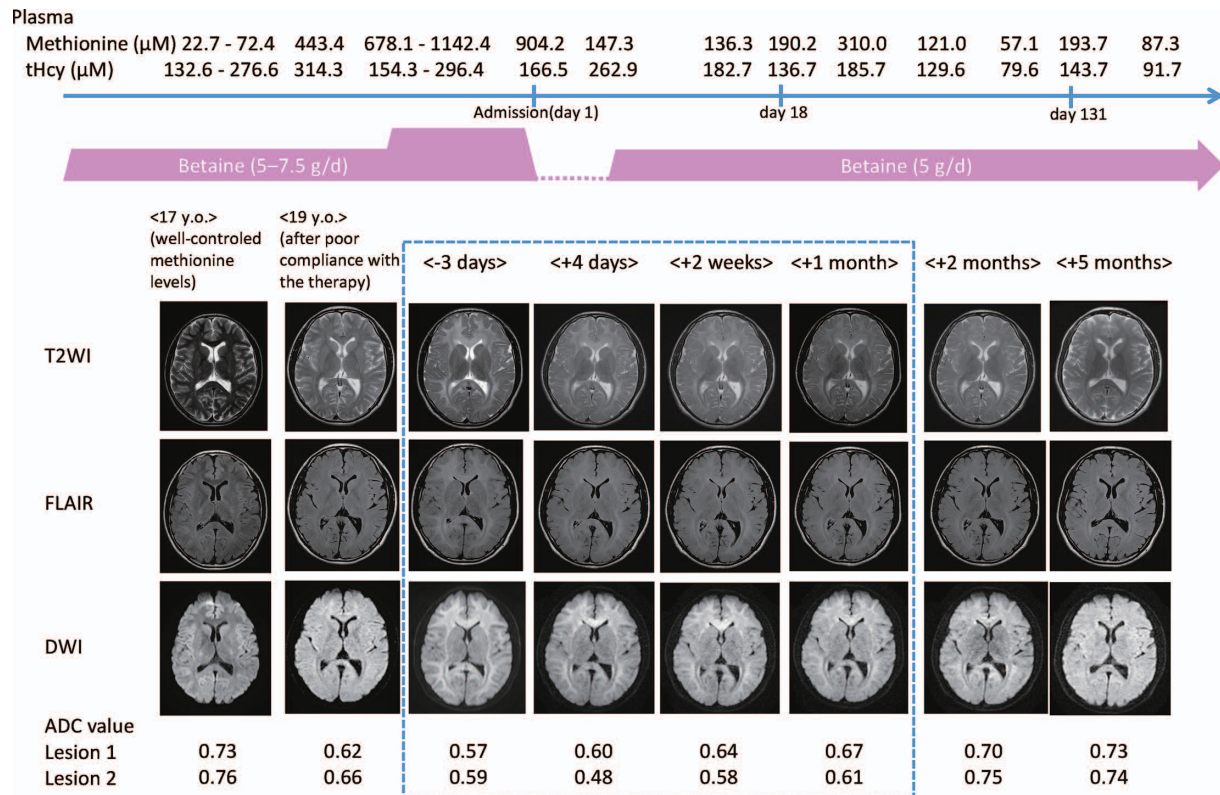 Plasma
Methionine (μM) 22.7 - 72.4 443.4 678.1 - 1142.4 904.2 147.3 136.3 190.2 310.0 121.0 57.1 193.7 87.3
tHcy (μM) 132.6 - 276.6 314.3 154.3 - 296.4 166.5 262.9 182.7 136.7 185.7 129.6 79.6 143.7 91.7
Admission(day 1) day 18 day 131
Betaine (5–7.5 g/d) Betaine (5 g/d)
<17 y.o.>
(well-controled
methionine
levels)
<19 y.o.>
(after poor
compliance with
the therapy)
<-3 days> <+4 days> <+2 weeks> <+1 month> <+2 months> <+5 months>
T2WI
FLAIR
DWI
ADC value
Lesion 1 0.73 0.62 0.57 0.60 0.64 0.67 0.70 0.73
Lesion 2 0.76 0.66 0.59 0.48 0.58 0.61 0.75 0.74